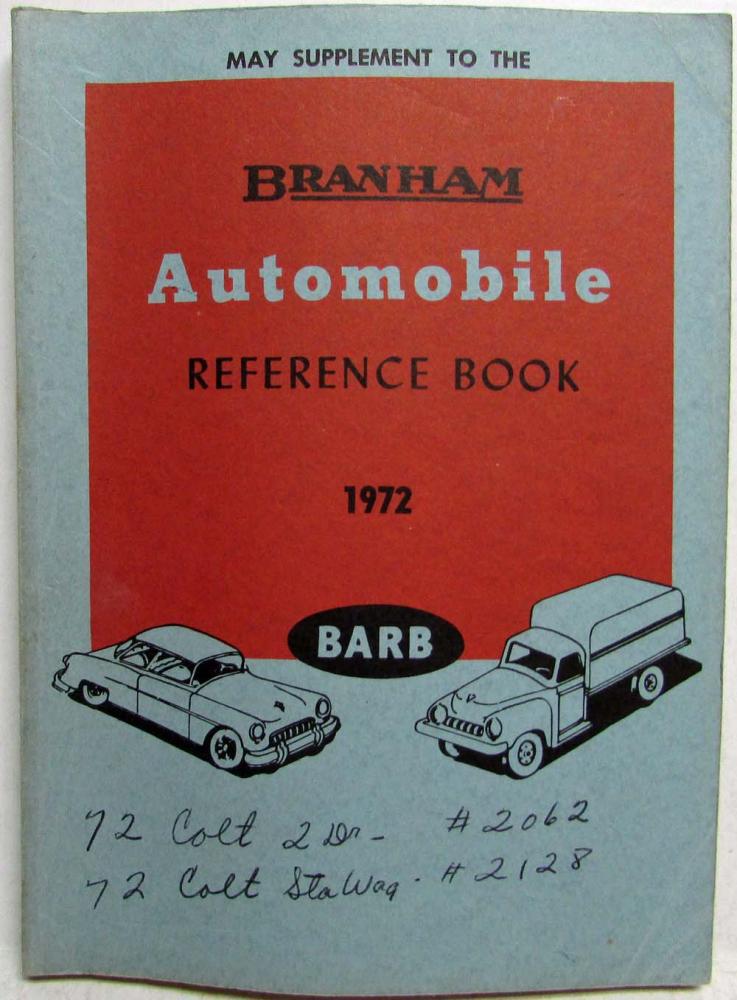 MAY SUPPLEMENT TO THE
BRANHAM
Automobile
REFERENCE BOOK
1972
BARB
72 Colt 2 Dr - # 2062
72 Colt Sta Wag - # 2128